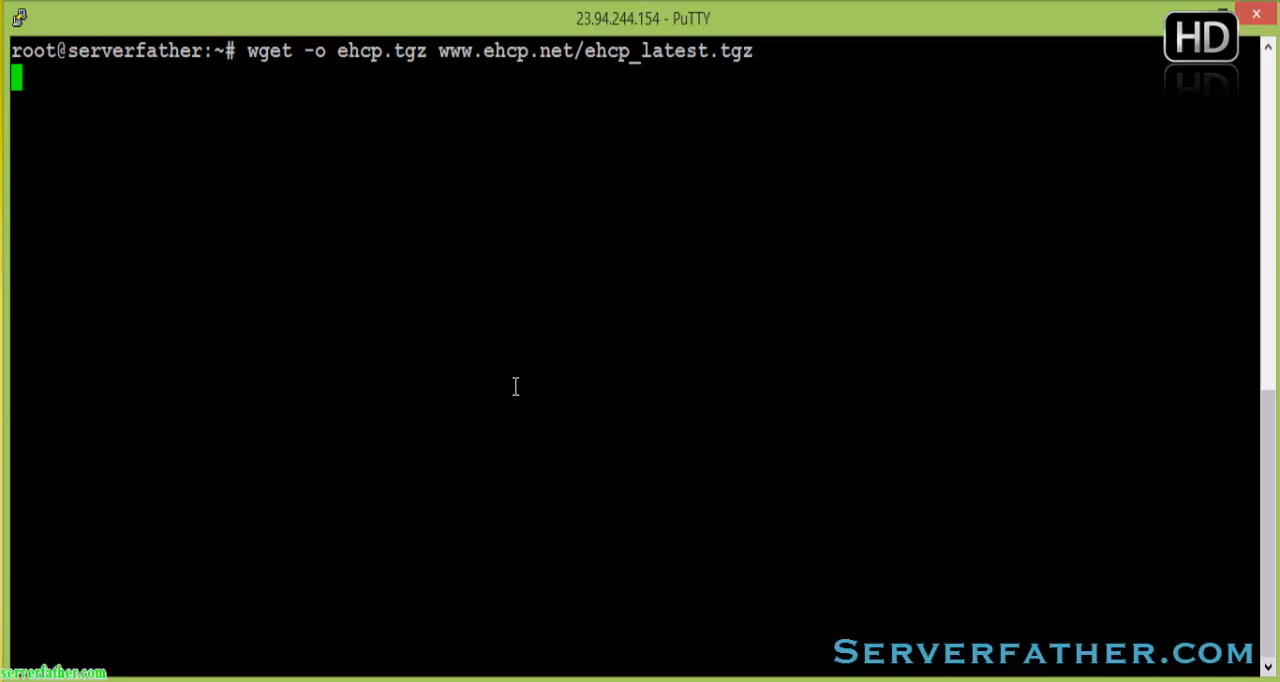 23.94.244.154 - PuTTY
HD
root@serverfather:~# wget -o ehcp.tgz www.ehcp.net/ehcp_latest.tgz
SERVERFATHER.COM
serverfather.com